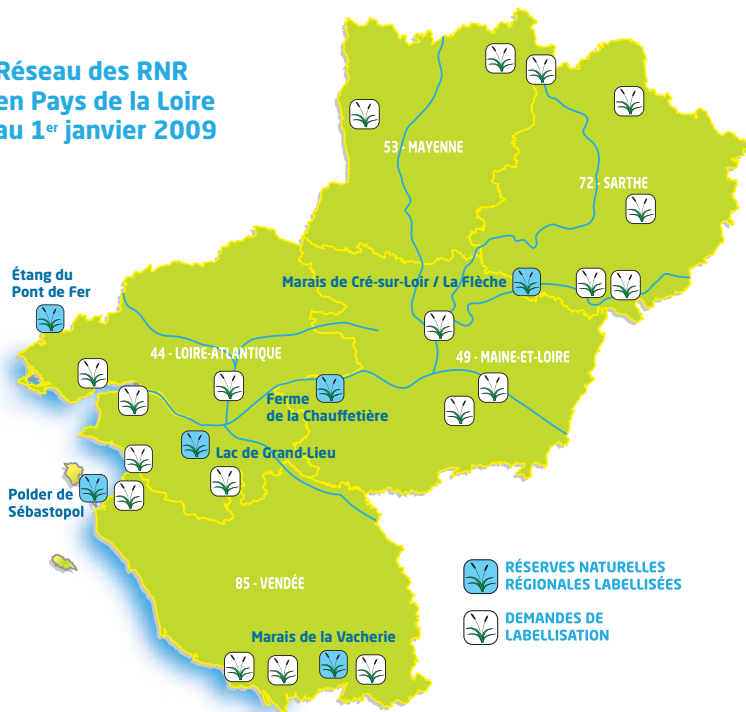 Réseau des RNR
en Pays de la Loire
au 1er janvier 2009
53 - MAYENNE
72 - SARTHE
Étang du
Pont de Fer
Marais de Cré-sur-Loir / La Flèche
44 - LOIRE-ATLANTIQUE
49 - MAINE-ET-LOIRE
Ferme
de la Chauffetière
Lac de Grand-Lieu
Polder de
Sébastopol
85 - VENDÉE
RÉSERVES NATURELLES
RÉGIONALES LABELLISÉES
DEMANDES DE
LABELLISATION
Marais de la Vacherie